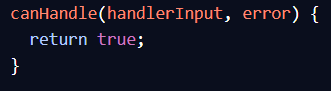 canHandle(handlerInput, error) {
  return true;
}